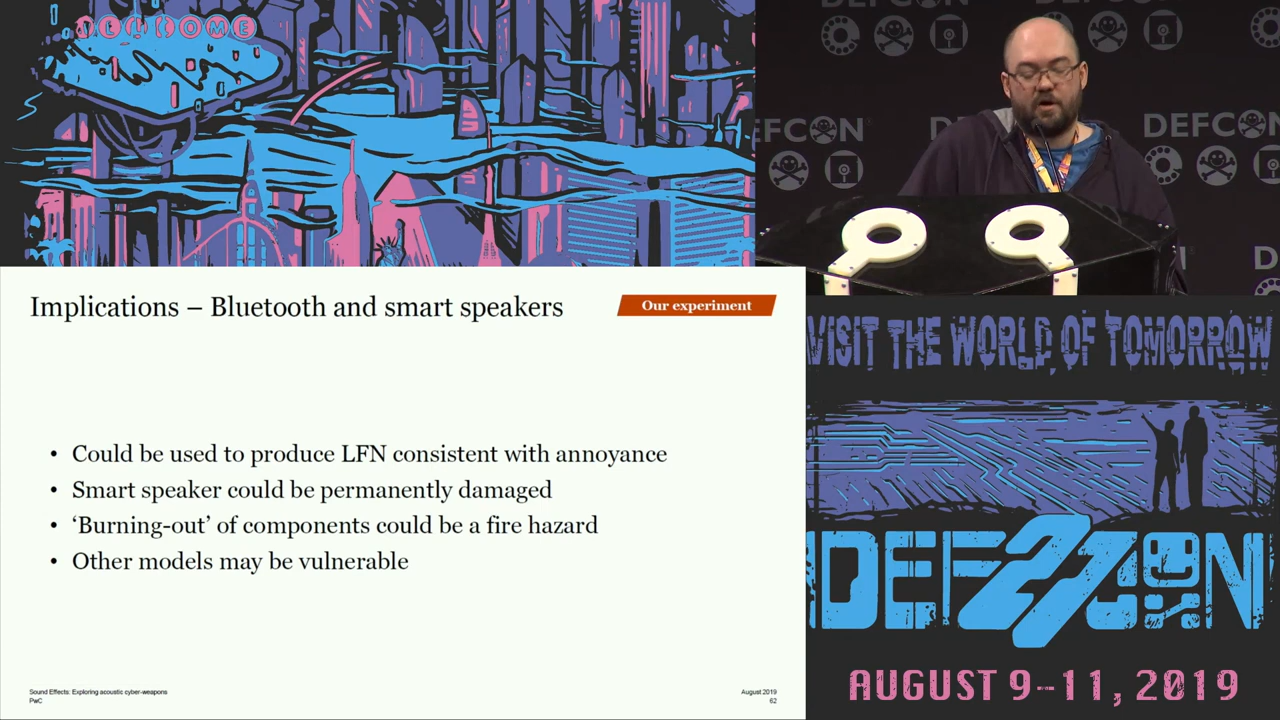 WELCOME
DEFCON
DEFCON
Implications – Bluetooth and smart speakers
Our experiment
• Could be used to produce LFN consistent with annoyance
• Smart speaker could be permanently damaged
• ‘Burning-out’ of components could be a fire hazard
• Other models may be vulnerable
Sound Effects: Exploring acoustic cyber-weapons
PwC
August 2019
62
VISIT THE WORLD OF TOMORROW
DEF27CON
AUGUST 9-11, 2019